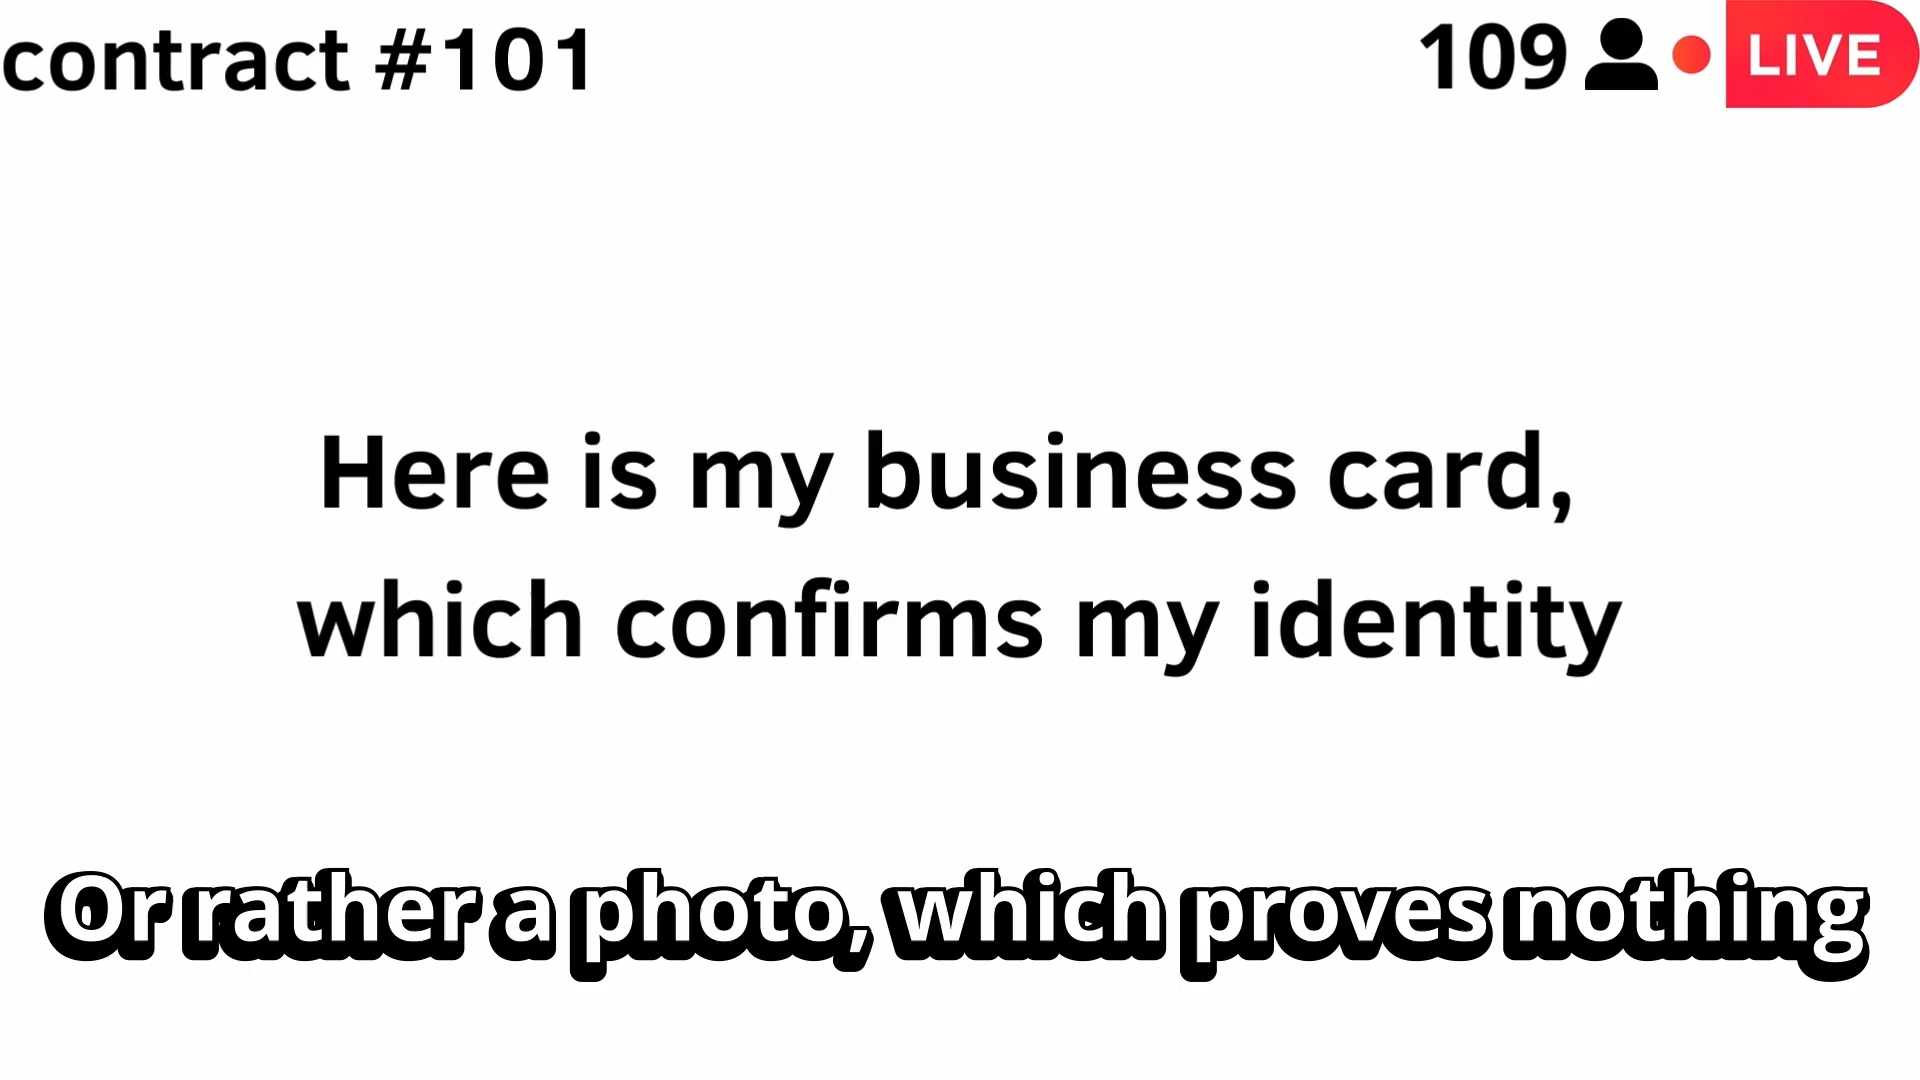 contract #101
109 LIVE
Here is my business card,
which confirms my identity
Or rather a photo, which proves nothing